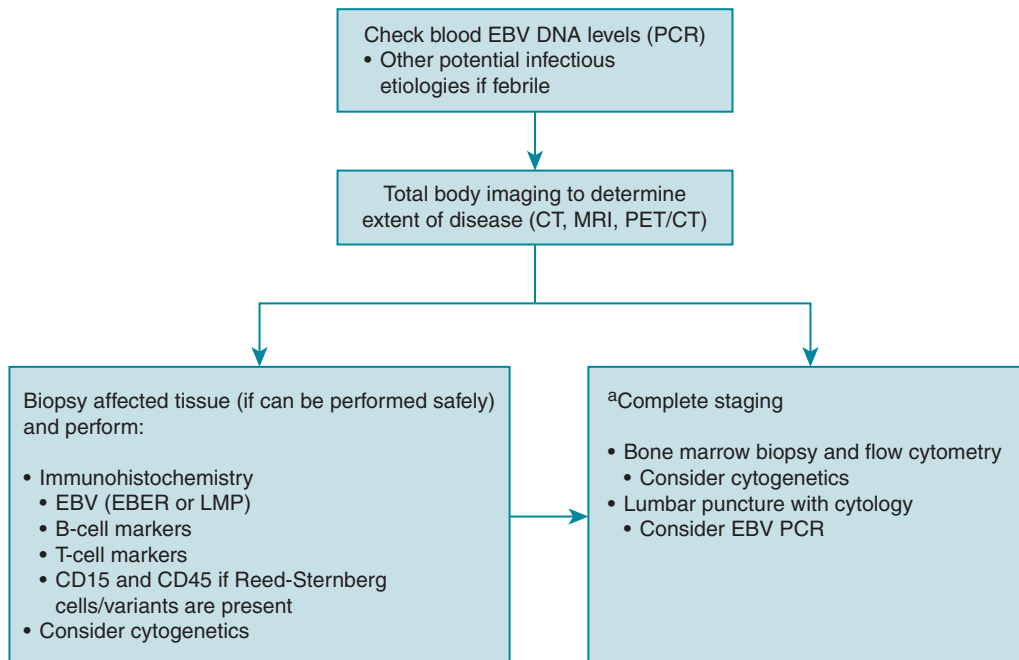 Check blood EBV DNA levels (PCR)
• Other potential infectious
etiologies if febrile
Total body imaging to determine
extent of disease (CT, MRI, PET/CT)
Biopsy affected tissue (if can be performed safely)
and perform:
• Immunohistochemistry
• EBV (EBER or LMP)
• B-cell markers
• T-cell markers
• CD15 and CD45 if Reed-Sternberg
cells/variants are present
• Consider cytogenetics
aComplete staging
• Bone marrow biopsy and flow cytometry
• Consider cytogenetics
• Lumbar puncture with cytology
• Consider EBV PCR